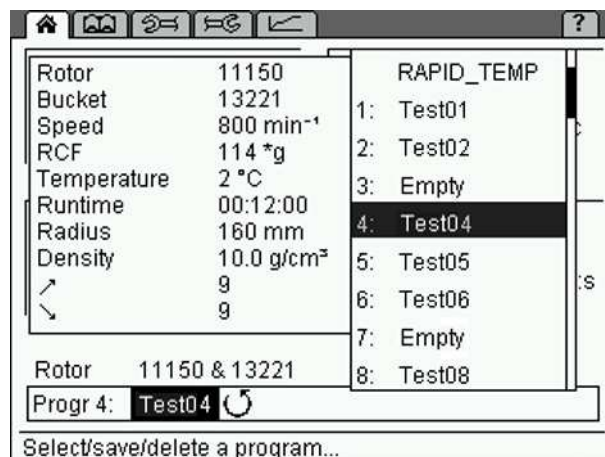 ?
Rotor 11150
Bucket 13221
Speed 800 min⁻¹
RCF 114 *g
Temperature 2 °C
Runtime 00:12:00
Radius 160 mm
Density 10.0 g/cm³
↗ 9
↘ 9
RAPID_TEMP
1: Test01
2: Test02
3: Empty
4: Test04
5: Test05
6: Test06
7: Empty
8: Test08
Rotor 11150 & 13221
Progr 4: Test04
Select/save/delete a program...